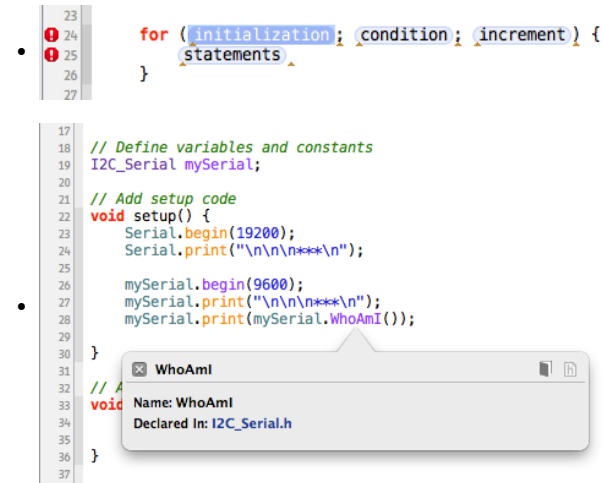 23
24 for ( initialization ; condition ; increment ) {
25 statements
26 }
27
17
18 // Define variables and constants
19 I2C_Serial mySerial;
20
21 // Add setup code
22 void setup() {
23 Serial.begin(19200);
24 Serial.print("\n\n\n***\n");
25
26 mySerial.begin(9600);
27 mySerial.print("\n\n\n***\n");
28 mySerial.print(mySerial.WhoAmI());
29
30 }
31
WhoAmI
32 // A
33 void
Name: WhoAmI
34
Declared In: I2C_Serial.h
35
36 }
37